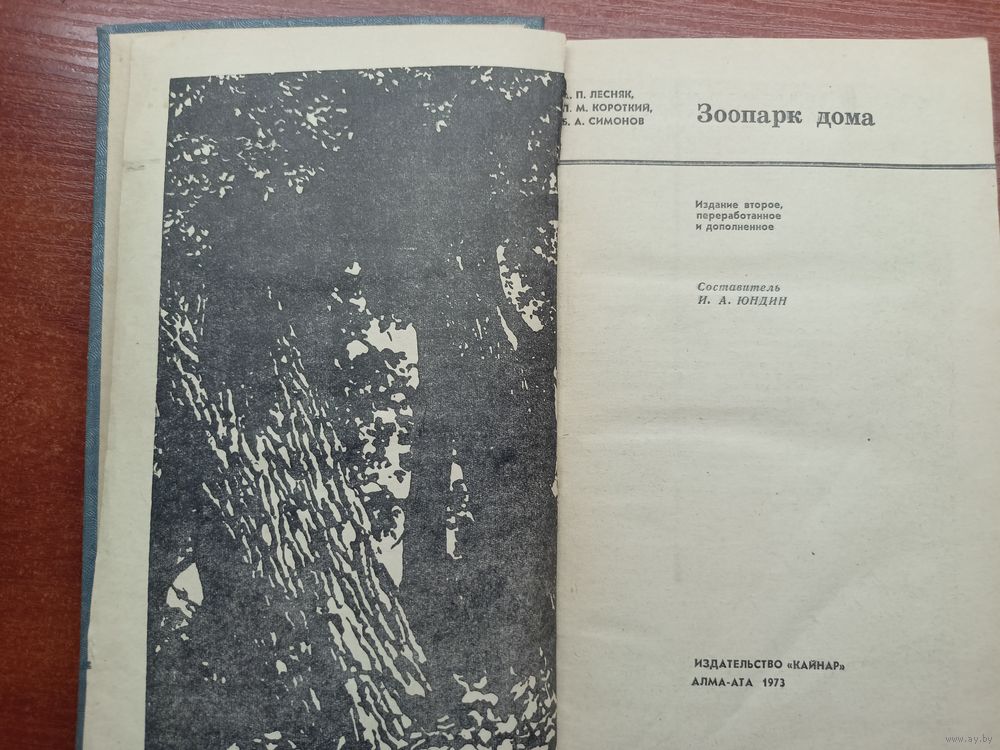 П. ЛЕСНЯК,
М. КОРОТКИЙ,
Б. А. СИМОНОВ
Зоопарк дома
Издание второе,
переработанное
и дополненное
Составитель
И. А. ЮНДИН
ИЗДАТЕЛЬСТВО «КАЙНАР»
АЛМА-АТА 1973
www.ay.by